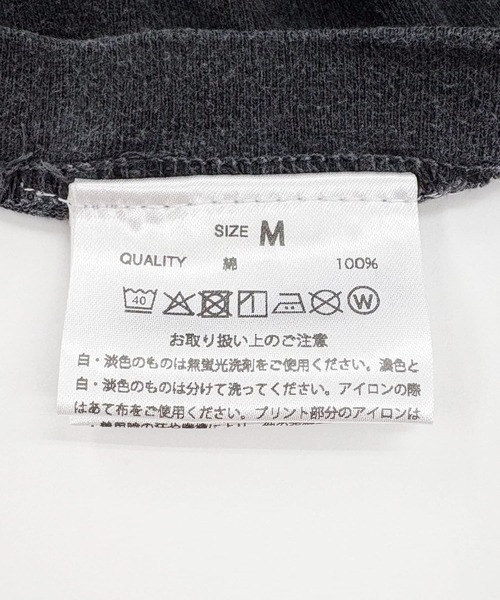 SIZE M
QUALITY 綿 100%
40 W
お取り扱い上のご注意
白・淡色のものは無蛍光洗剤をご使用ください。濃色と
白・淡色のものは分けて洗ってください。アイロンの際
はあて布をご使用ください。プリント部分のアイロンは